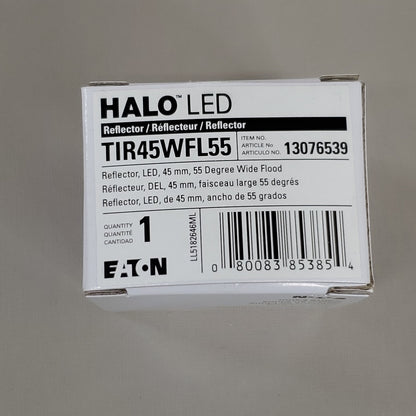 HALO™ LED
Reflector / Réflecteur / Reflector
TIR45WFL55
ITEM NO.
ARTICLE No
ARTICULO NO.
13076539
Reflector, LED, 45 mm, 55 Degree Wide Flood
Réflecteur, DEL, 45 mm, faisceau large 55 degrés
Reflector, LED, de 45 mm, ancho de 55 grados
QUANTITY
QUANTITÉ
CANTIDAD
1
LL5182646ML
EATON
0 80083 85385 4